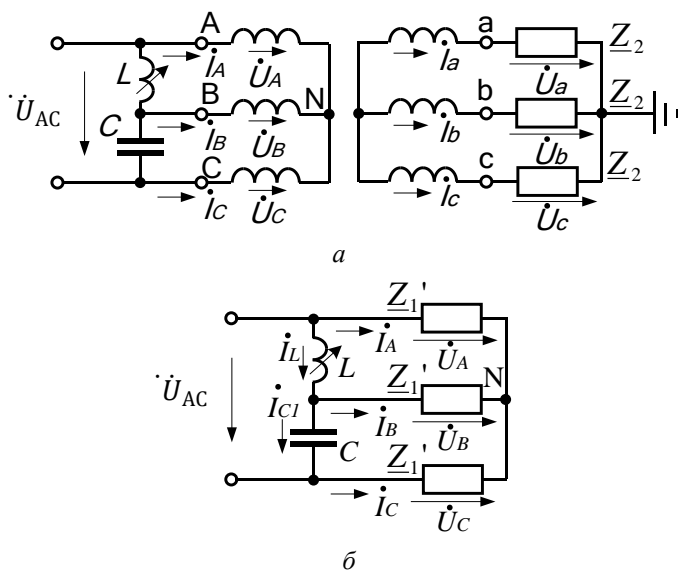 A a Z₂
L İA U̇A İa U̇a
B N b Z₂
U̇AC C İB U̇B İb U̇b
C c Z₂
İC U̇C İc U̇c
а
Z₁'
İL L İA U̇A
U̇AC Z₁' N
İC1 C İB U̇B
Z₁'
İC U̇C
б